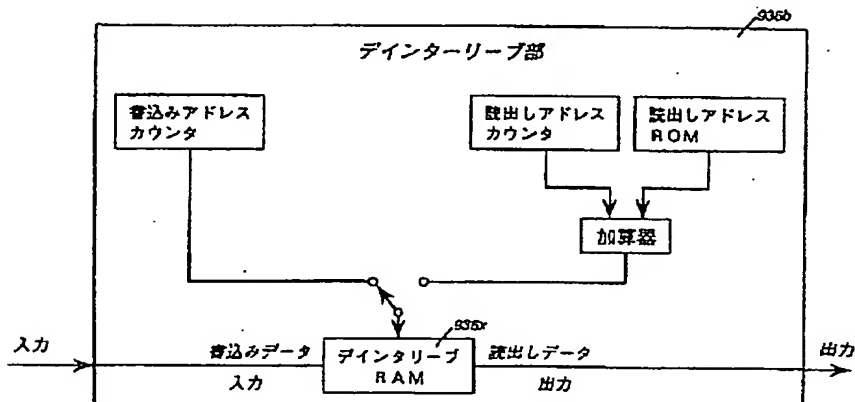 935b
デインターリーブ部
書込みアドレス
カウンタ
読出しアドレス
カウンタ
読出しアドレス
ROM
加算器
935x
入力
書込みデータ
入力
デインタリーブ
RAM
読出しデータ
出力
出力